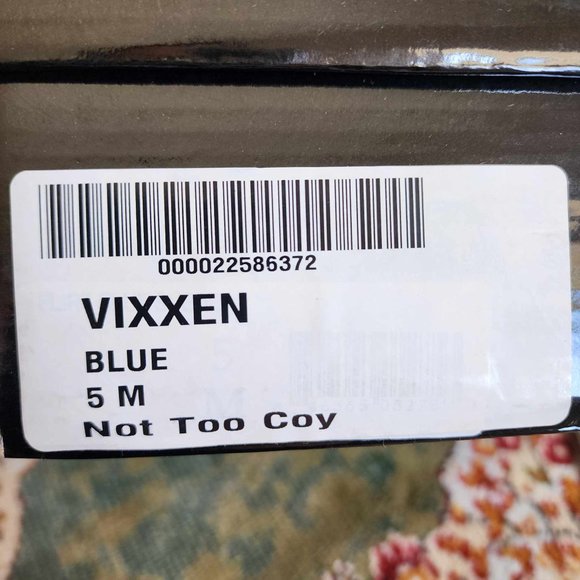 000022586372
VIXXEN
BLUE
5 M
Not Too Coy